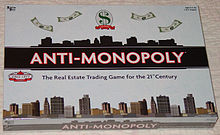 $
ANTI-MONOPOLY
The Real Estate Trading Game for the 21st Century
ANTI-MONOPOLY